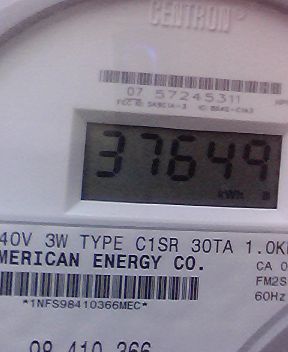 CENTRON®
07 57245311
37649
kWh
40V 3W TYPE C1SR 30TA 1.0K
MERICAN ENERGY CO.
CA 0
FM2S
60Hz
*1NFS98410366MEC*
98 410 366